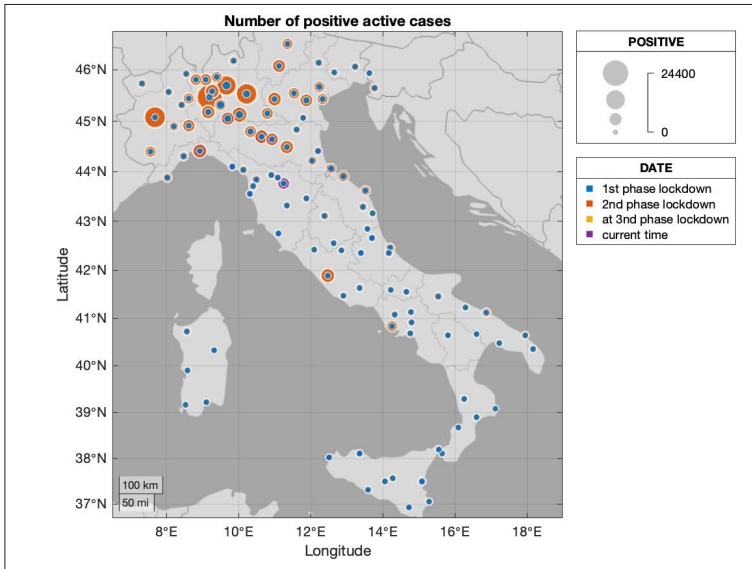 Number of positive active cases
46°N
45°N
44°N
43°N
42°N
41°N
40°N
39°N
38°N
37°N
Latitude
100 km
50 mi
8°E 10°E 12°E 14°E 16°E 18°E
Longitude
POSITIVE
24400
0
DATE
1st phase lockdown
2nd phase lockdown
at 3nd phase lockdown
current time